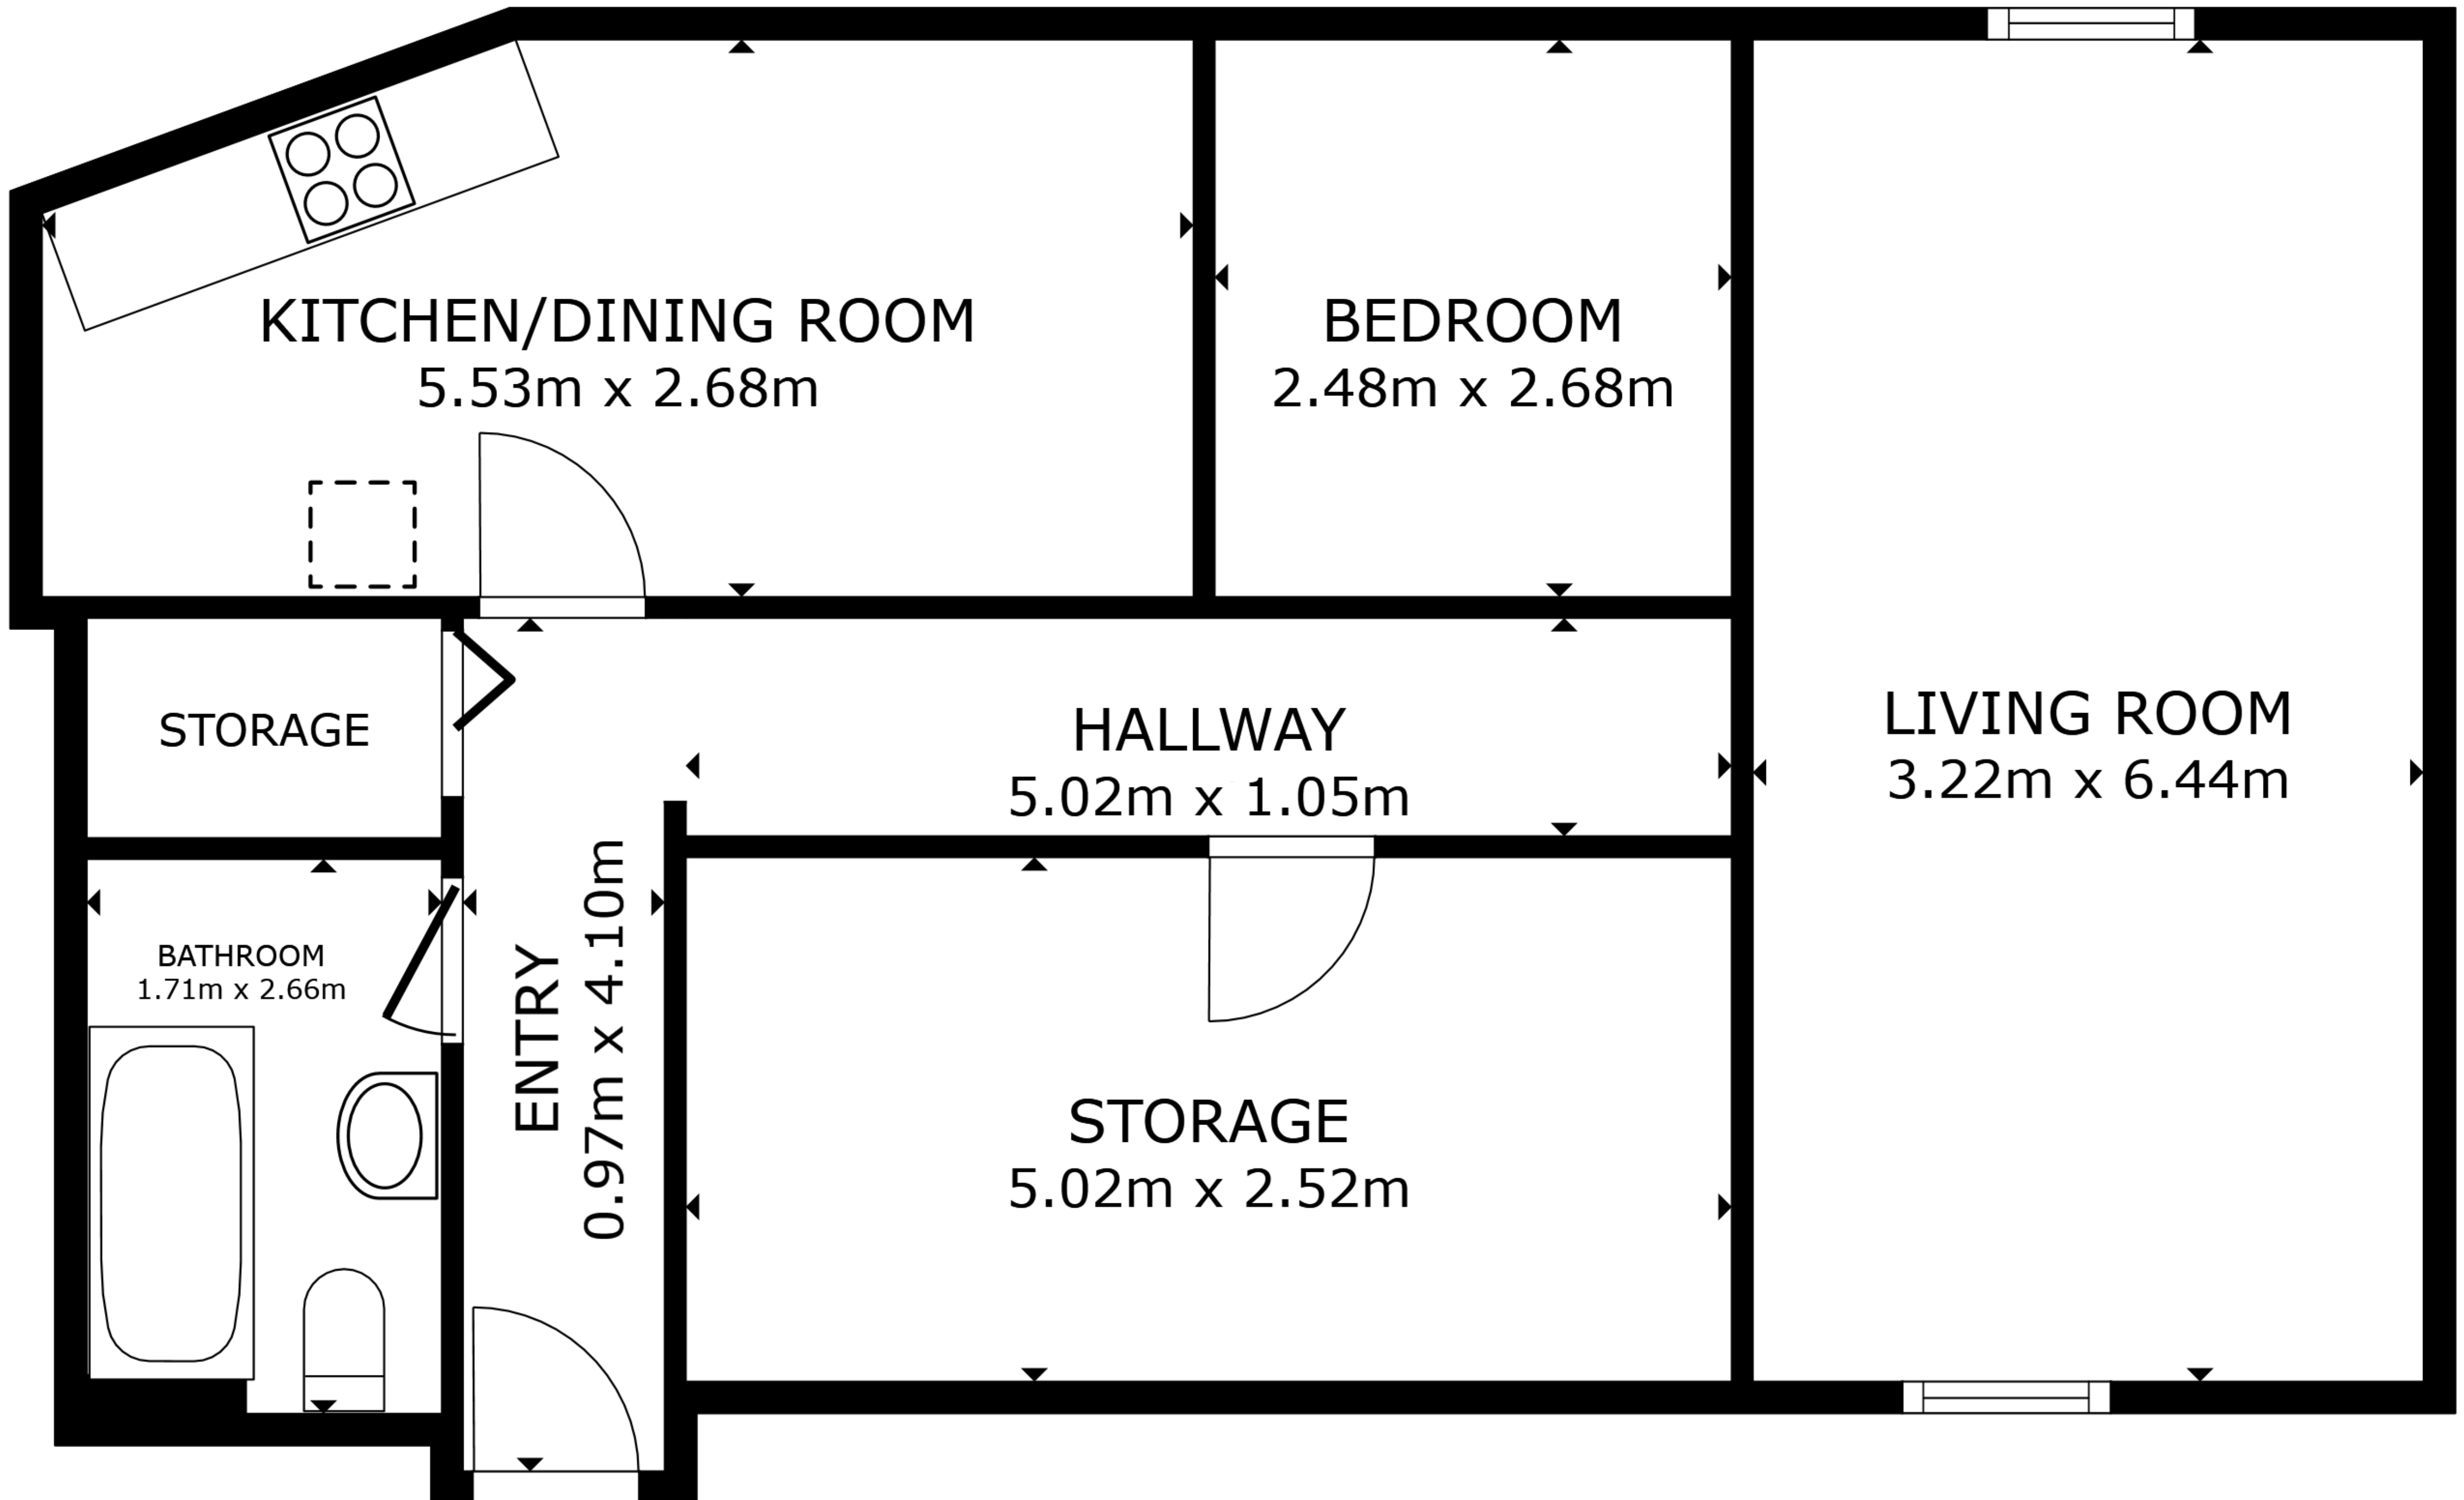 KITCHEN/DINING ROOM
5.53m x 2.68m
BEDROOM
2.48m x 2.68m
LIVING ROOM
3.22m x 6.44m
STORAGE
HALLWAY
5.02m x 1.05m
BATHROOM
1.71m x 2.66m
ENTRY
0.97m x 4.10m
STORAGE
5.02m x 2.52m